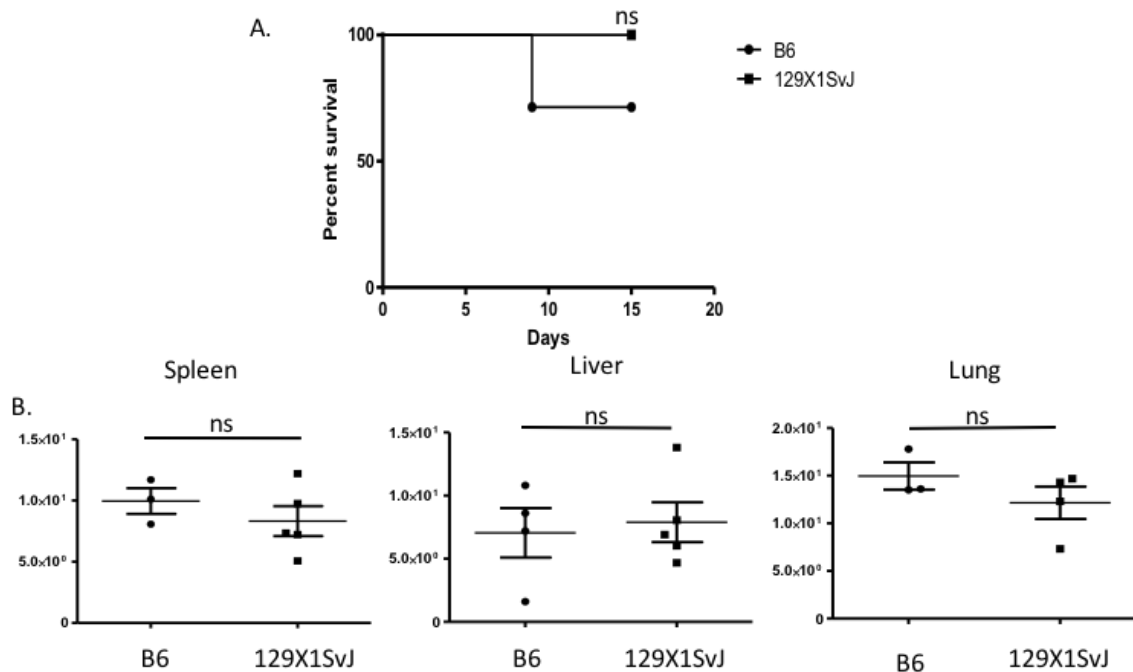 A.
ns
100
50
0
0 5 10 15 20
Percent survival
Days
B6
129X1SvJ
B.
Spleen
ns
1.5×10¹
1.0×10¹
5.0×10⁰
0
B6 129X1SvJ
Liver
ns
1.5×10¹
1.0×10¹
5.0×10⁰
0
B6 129X1SvJ
Lung
ns
2.0×10¹
1.5×10¹
1.0×10¹
5.0×10⁰
0
B6 129X1SvJ